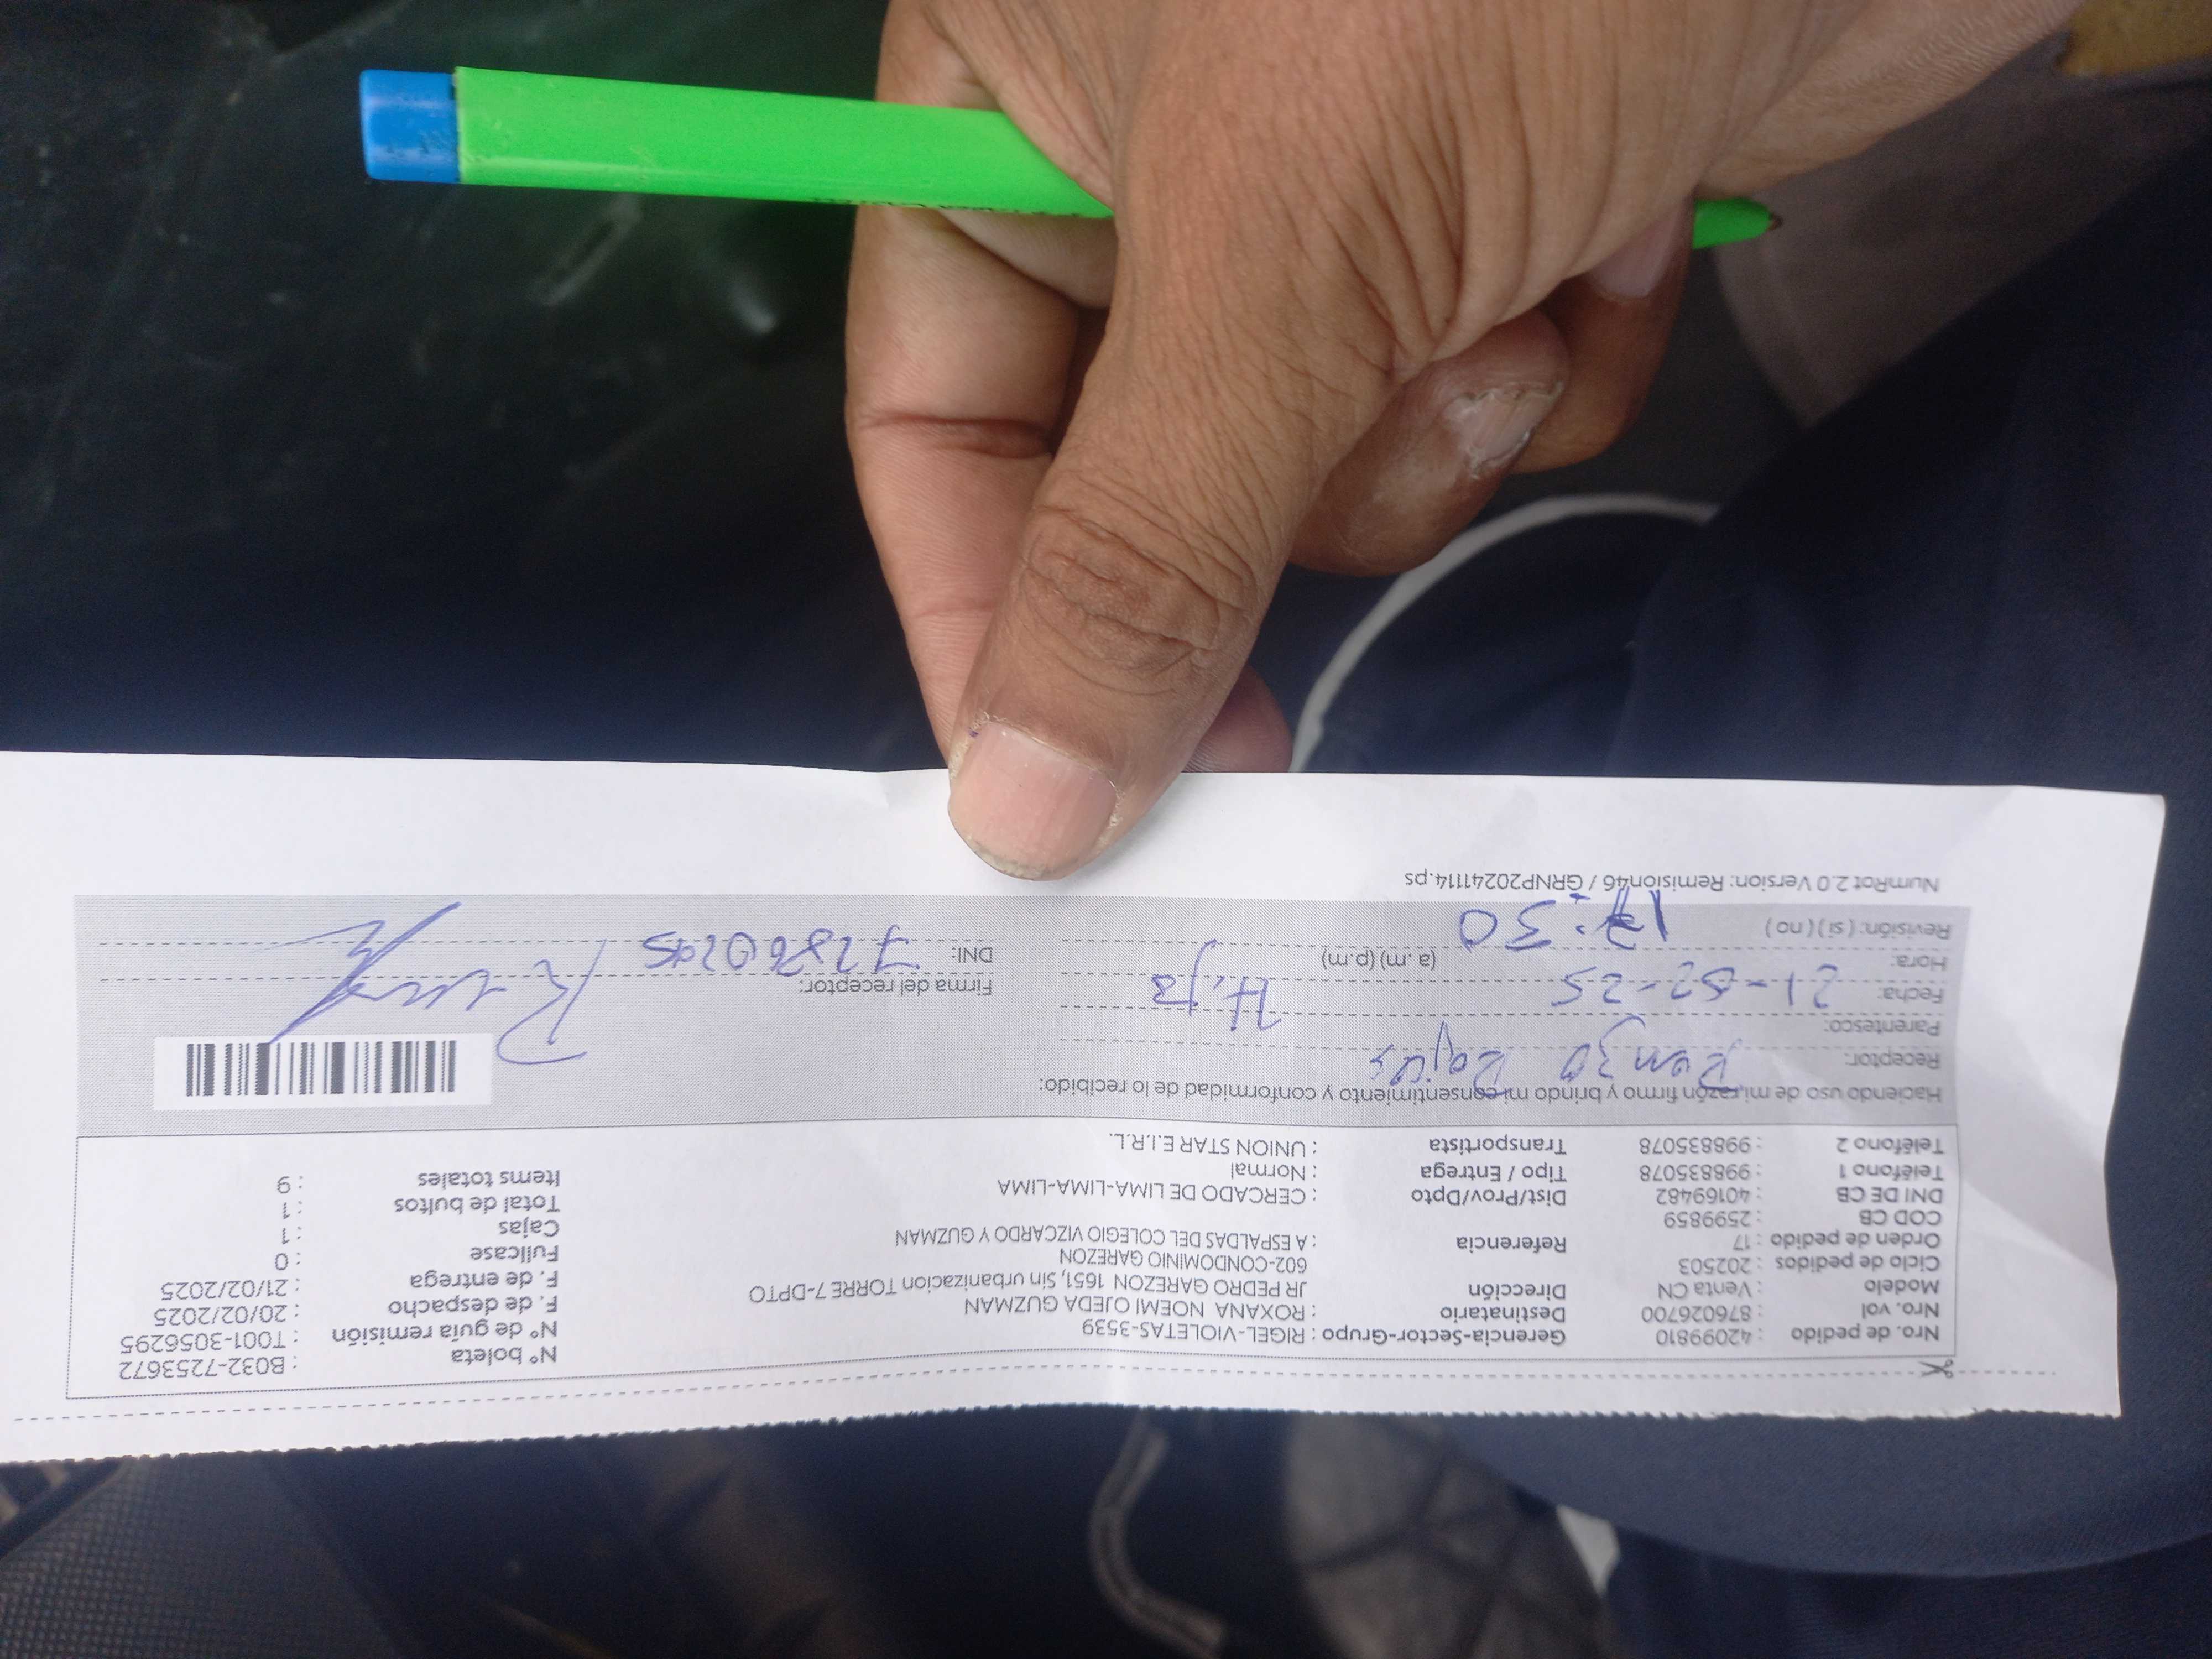 Nro. de pedido : 42099810 Gerencia-Sector-Grupo : RIGEL-VIOLETAS-3539 N° boleta : B032-7253672
Nro. vol : 876026700 Destinatario : ROXANA NOEMI OJEDA GUZMAN N° de guía remisión : T001-3056295
Modelo : Venta CN Dirección JR PEDRO GAREZON 1651, Sin urbanizacion TORRE 7-DPTO F. de despacho : 20/02/2025
Ciclo de pedidos : 202503 602-CONDOMINIO GAREZON F. de entrega : 21/02/2025
Orden de pedido : 17 Referencia : A ESPALDAS DEL COLEGIO VIZCARDO Y GUZMAN Fullcase : 0
COD CB : 2599859 Cajas : 1
DNI DE CB : 40169482 Dist/Prov/Dpto : CERCADO DE LIMA-LIMA-LIMA Total de bultos : 1
Teléfono 1 : 998835078 Tipo / Entrega : Normal Items totales : 9
Teléfono 2 : 998835078 Transportista : UNION STAR E.I.R.L.
Haciendo uso de mi razón firmo y brindo mi consentimiento y conformidad de lo recibido:
Receptor: Renzo Rojas
Parentesco: Hijo
Fecha: 21-02-25 Firma del receptor:
Hora: 17:30 (a.m) (p.m) DNI:
Revisión: ( si ) ( no )
NumRot 2.0 Version: Remision46 / GRNP20241114.ps